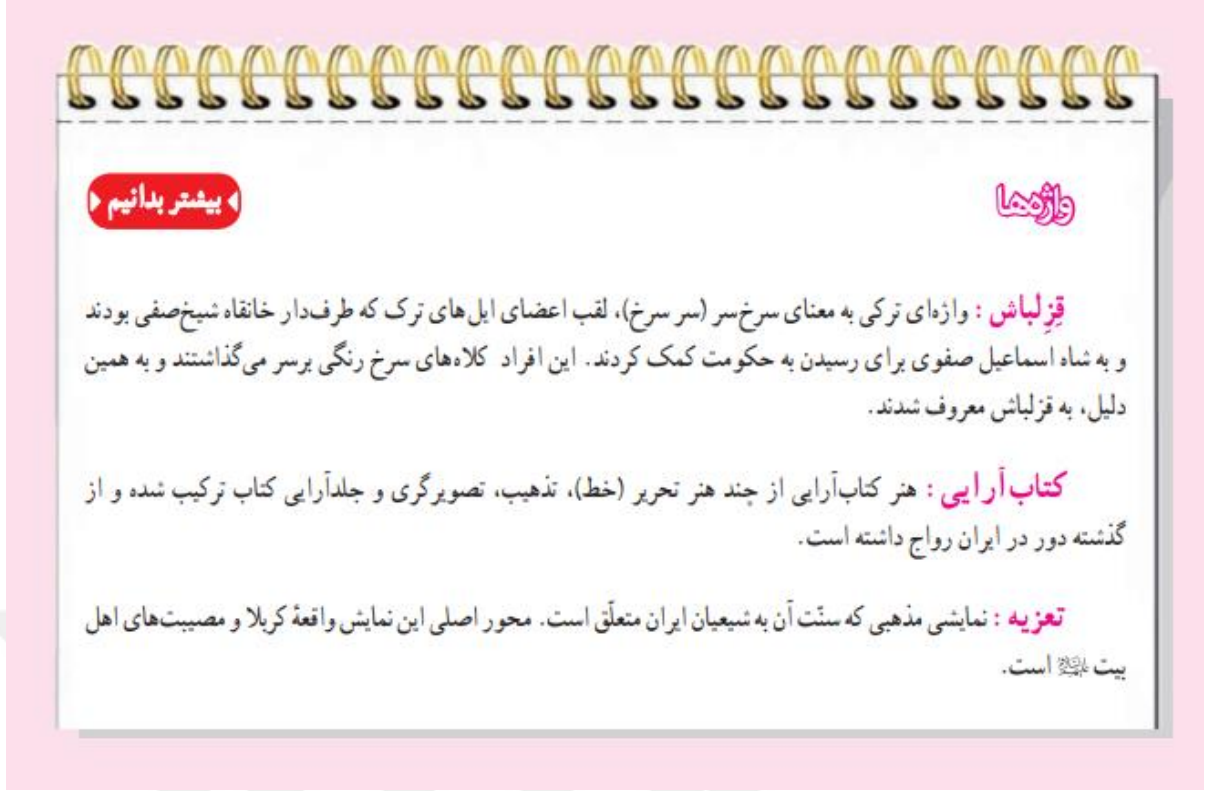 واژه‌ها
بیشتر بدانیم
قِزِلباش : واژه‌ای ترکی به معنای سرخ‌سر (سر سرخ)، لقب اعضای ایل‌های ترک که طرف‌دار خانقاه شیخ‌صفی بودند
و به شاه اسماعیل صفوی برای رسیدن به حکومت کمک کردند. این افراد کلاه‌های سرخ رنگی برسر می‌گذاشتند و به همین
دلیل، به قزلباش معروف شدند.
کتاب‌آرایی : هنر کتاب‌آرایی از چند هنر تحریر (خط)، تذهیب، تصویرگری و جلدآرایی کتاب ترکیب شده و از
گذشته دور در ایران رواج داشته است.
تعزیه : نمایشی مذهبی که سنّت آن به شیعیان ایران متعلّق است. محور اصلی این نمایش واقعهٔ کربلا و مصیبت‌های اهل
بیت علیهم‌السلام است.